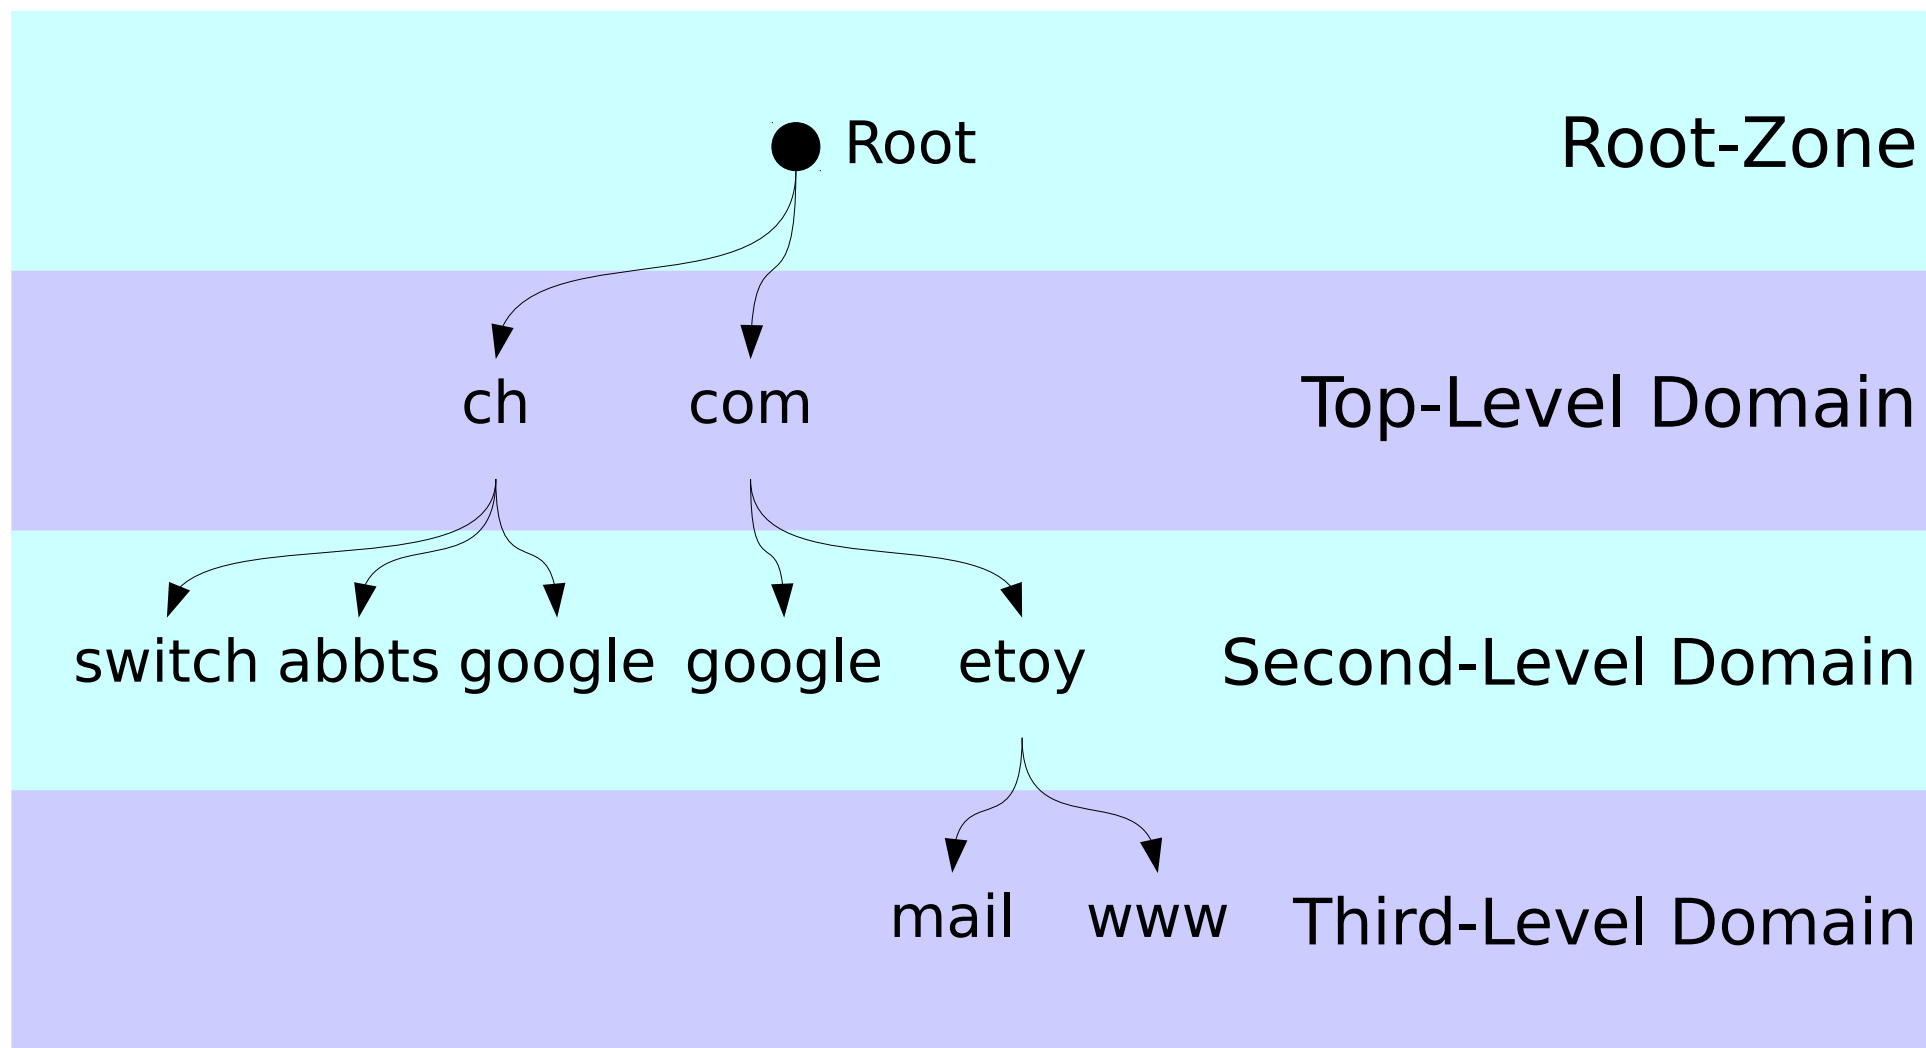 Root
Root-Zone
ch
com
Top-Level Domain
switch
abbts
google
google
etoy
Second-Level Domain
mail
www
Third-Level Domain